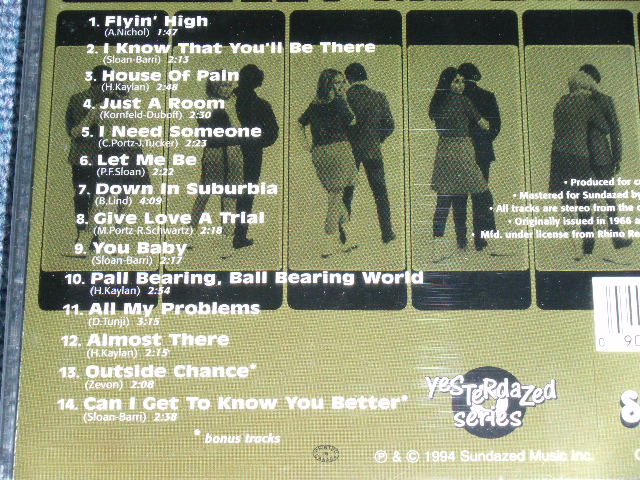 1. Flyin' High
(A.Nichol) 1:47
2. I Know That You'll Be There
(Sloan-Barri) 2:13
3. House Of Pain
(H.Kaylan) 2:48
4. Just A Room
(Kornfeld-Duboff) 2:30
5. I Need Someone
(C.Portz-J.Tucker) 2:23
6. Let Me Be
(P.F.Sloan) 2:22
7. Down In Suburbia
(B.Lind) 4:09
8. Give Love A Trial
(M.Portz-R.Schwartz) 2:18
9. You Baby
(Sloan-Barri) 2:17
10. Pall Bearing, Ball Bearing World
(H.Kaylan) 2:54
11. All My Problems
(D.Tunji) 3:15
12. Almost There
(H.Kaylan) 2:15
13. Outside Chance*
(Zevon) 2:08
14. Can I Get To Know You Better*
(Sloan-Barri) 2:38
* bonus tracks
• Produced for
• Mastered for Sundazed by
• All tracks are stereo from the
• Originally issued in 1966
• Mfd. under license from Rhino
0 90
YesTerdazed
series
℗ & © 1994 Sundazed Music Inc.